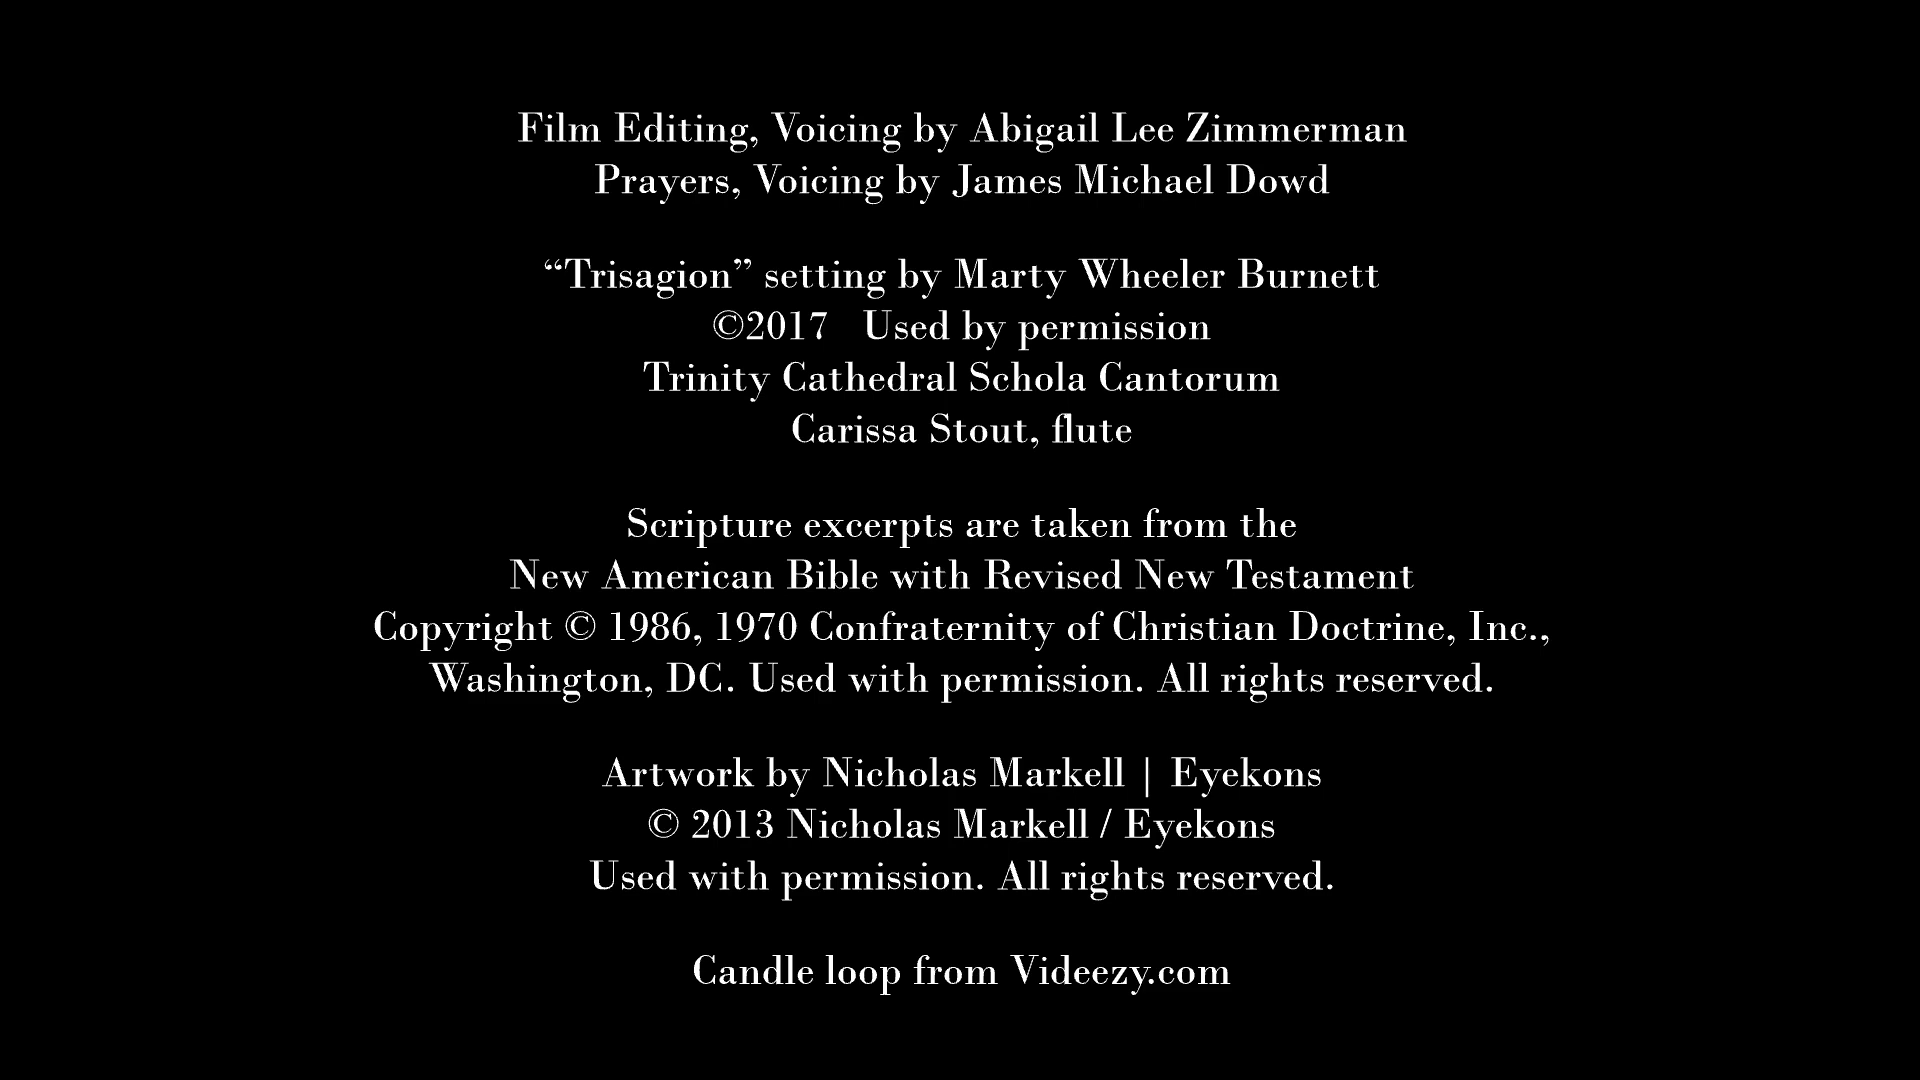 Film Editing, Voicing by Abigail Lee Zimmerman
Prayers, Voicing by James Michael Dowd
“Trisagion” setting by Marty Wheeler Burnett
©2017   Used by permission
Trinity Cathedral Schola Cantorum
Carissa Stout, flute
Scripture excerpts are taken from the
New American Bible with Revised New Testament
Copyright © 1986, 1970 Confraternity of Christian Doctrine, Inc.,
Washington, DC. Used with permission. All rights reserved.
Artwork by Nicholas Markell | Eyekons
© 2013 Nicholas Markell / Eyekons
Used with permission. All rights reserved.
Candle loop from Videezy.com